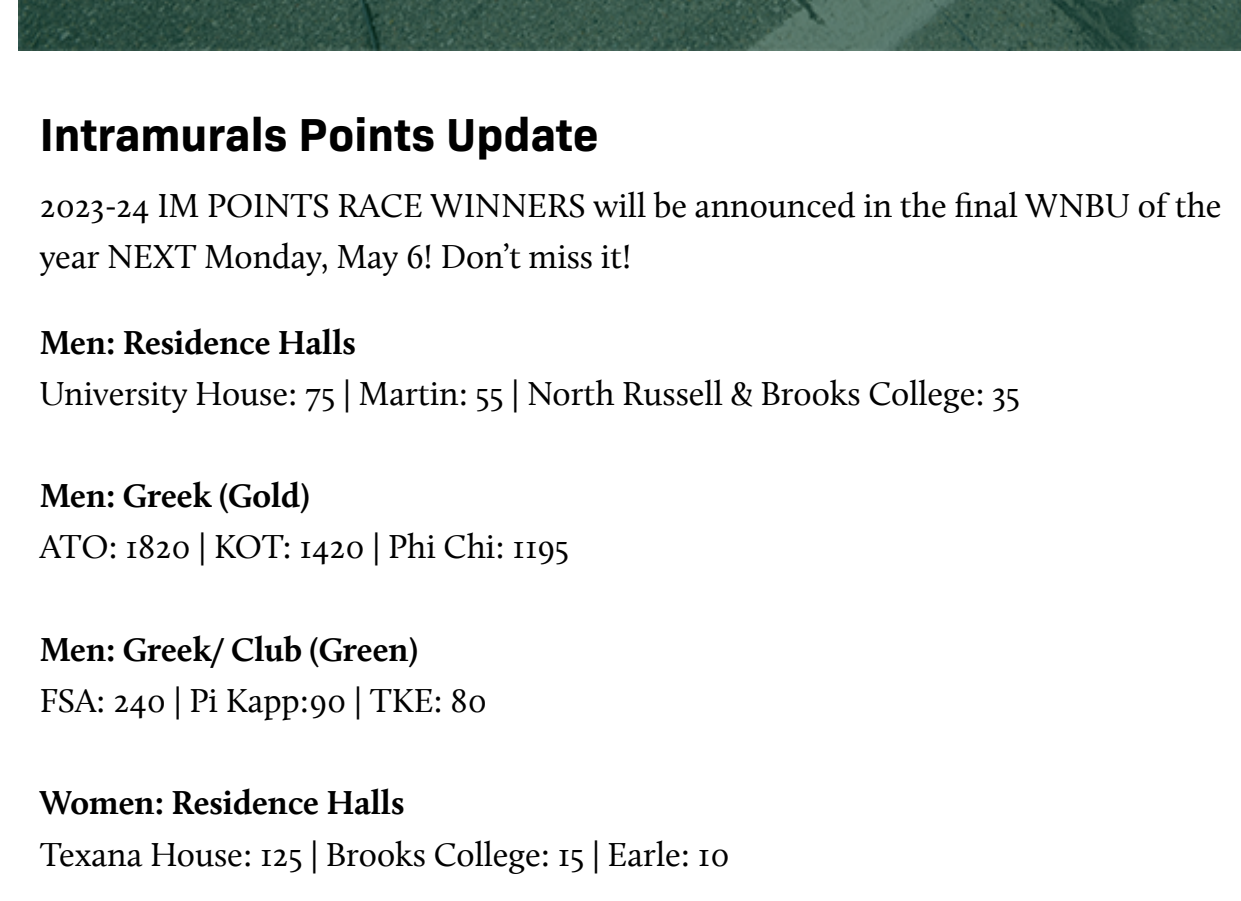 Intramurals Points Update
2023-24 IM POINTS RACE WINNERS will be announced in the final WNBU of the
year NEXT Monday, May 6! Don’t miss it!
Men: Residence Halls
University House: 75 | Martin: 55 | North Russell & Brooks College: 35
Men: Greek (Gold)
ATO: 1820 | KOT: 1420 | Phi Chi: 1195
Men: Greek/ Club (Green)
FSA: 240 | Pi Kapp:90 | TKE: 80
Women: Residence Halls
Texana House: 125 | Brooks College: 15 | Earle: 10